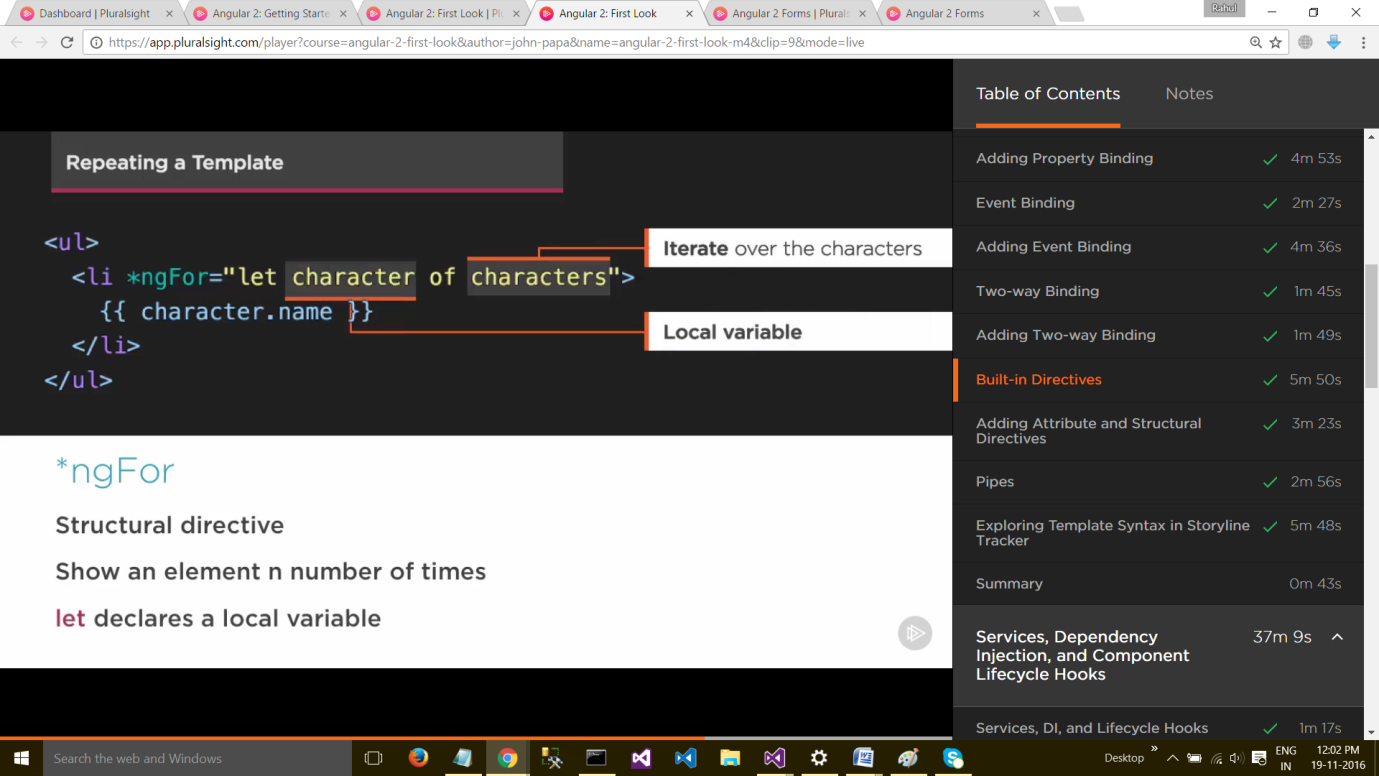 Dashboard | Pluralsight
Angular 2: Getting Starte
Angular 2: First Look | Pl
Angular 2: First Look
Angular 2 Forms | Plurals
Angular 2 Forms
Rahul
https://app.pluralsight.com/player?course=angular-2-first-look&author=john-papa&name=angular-2-first-look-m4&clip=9&mode=live
Repeating a Template
<ul>
<li *ngFor="let character of characters">
{{ character.name }}
</li>
</ul>
Iterate over the characters
Local variable
*ngFor
Structural directive
Show an element n number of times
let declares a local variable
Table of Contents Notes
Adding Property Binding 4m 53s
Event Binding 2m 27s
Adding Event Binding 4m 36s
Two-way Binding 1m 45s
Adding Two-way Binding 1m 49s
Built-in Directives 5m 50s
Adding Attribute and Structural 3m 23s
Directives
Pipes 2m 56s
Exploring Template Syntax in Storyline 5m 48s
Tracker
Summary 0m 43s
Services, Dependency 37m 9s
Injection, and Component
Lifecycle Hooks
Services, DI, and Lifecycle Hooks 1m 17s
Search the web and Windows
Desktop
ENG
IN
12:02 PM
19-11-2016